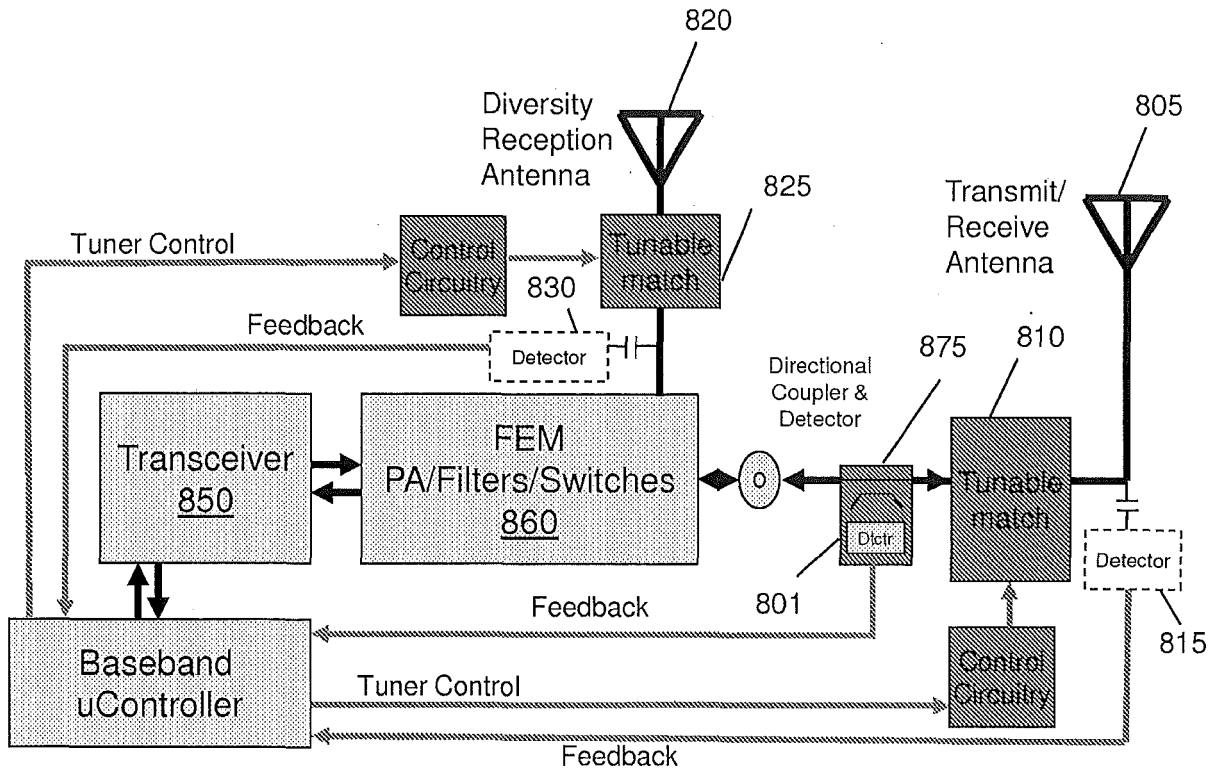 820
Diversity
Reception
Antenna
805
825
Transmit/
Receive
Antenna
Tuner Control
Control
Circuitry
Tunable
match
830
Feedback
Detector
875
810
Directional
Coupler &
Detector
Transceiver
850
FEM
PA/Filters/Switches
860
Tunable
match
Dtctr
Detector
801
815
Feedback
Baseband
uController
Control
Circuitry
Tuner Control
Feedback